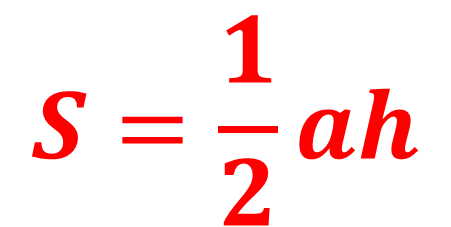 S = 1/2 ah